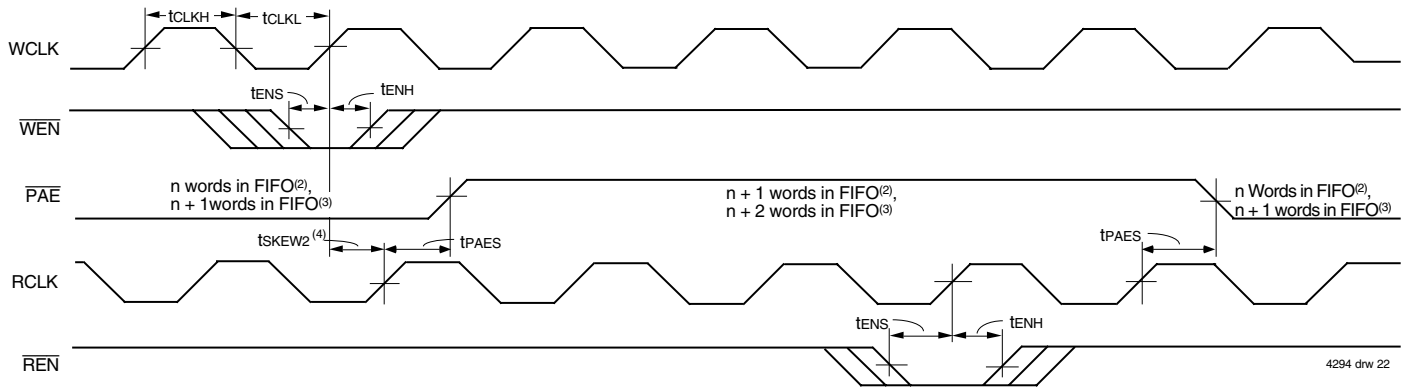 tCLKH tCLKL
WCLK
tENS tENH
WEN
PAE
n words in FIFO(2),
n + 1words in FIFO(3)
n + 1 words in FIFO(2),
n + 2 words in FIFO(3)
n Words in FIFO(2),
n + 1 words in FIFO(3)
tSKEW2 (4)
tPAES
tPAES
RCLK
tENS tENH
REN
4294 drw 22